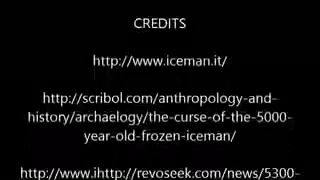 CREDITS
http://www.iceman.it/
http://scribol.com/anthropology-and-
history/archaelogy/the-curse-of-the-5000-
year-old-frozen-iceman/
http://www.ihttp://revoseek.com/news/5300-